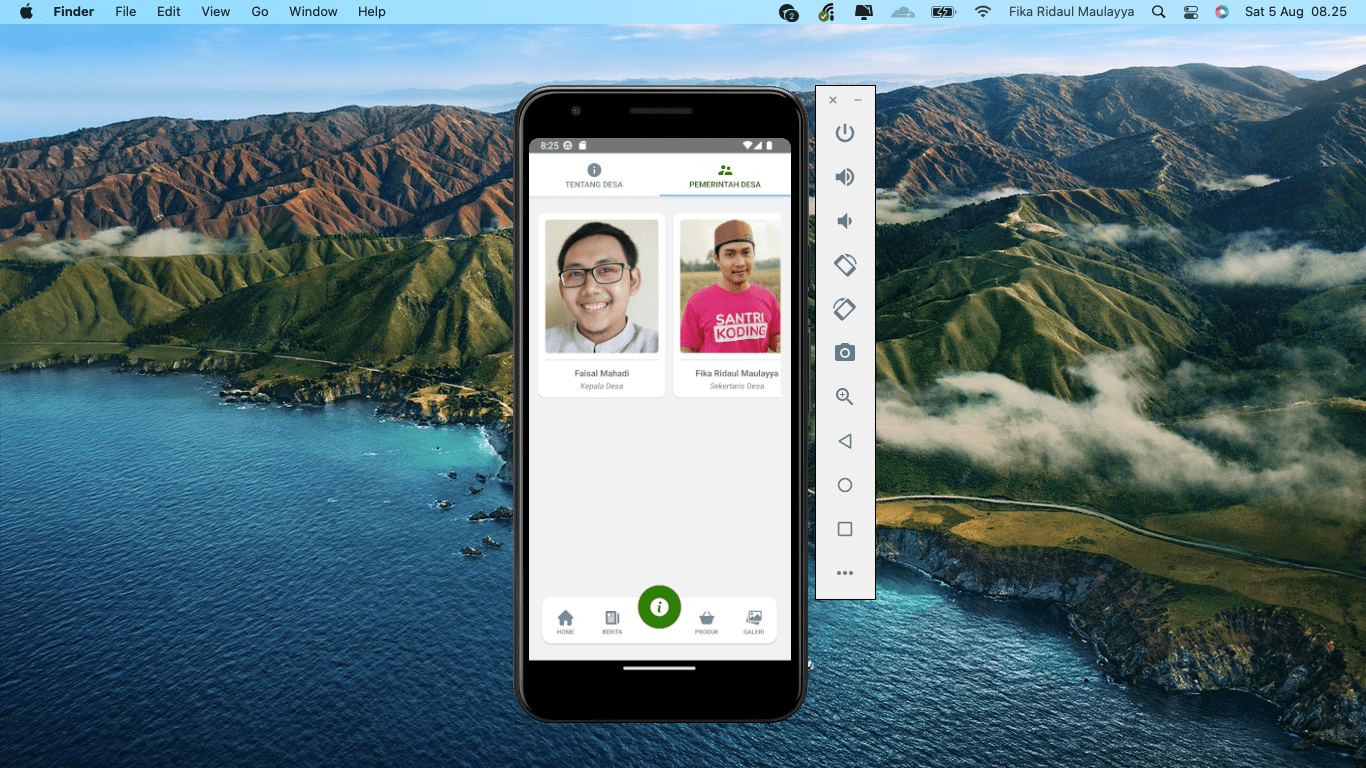 Finder File Edit View Go Window Help 2 Fika Ridaul Maulayya Sat 5 Aug 08.25
8:25
TENTANG DESA PEMERINTAH DESA
SANTRI
KODING
Faisal Mahadi Fika Ridaul Maulayya
Kepala Desa Sekertaris Desa
HOME BERITA PRODUK GALERI